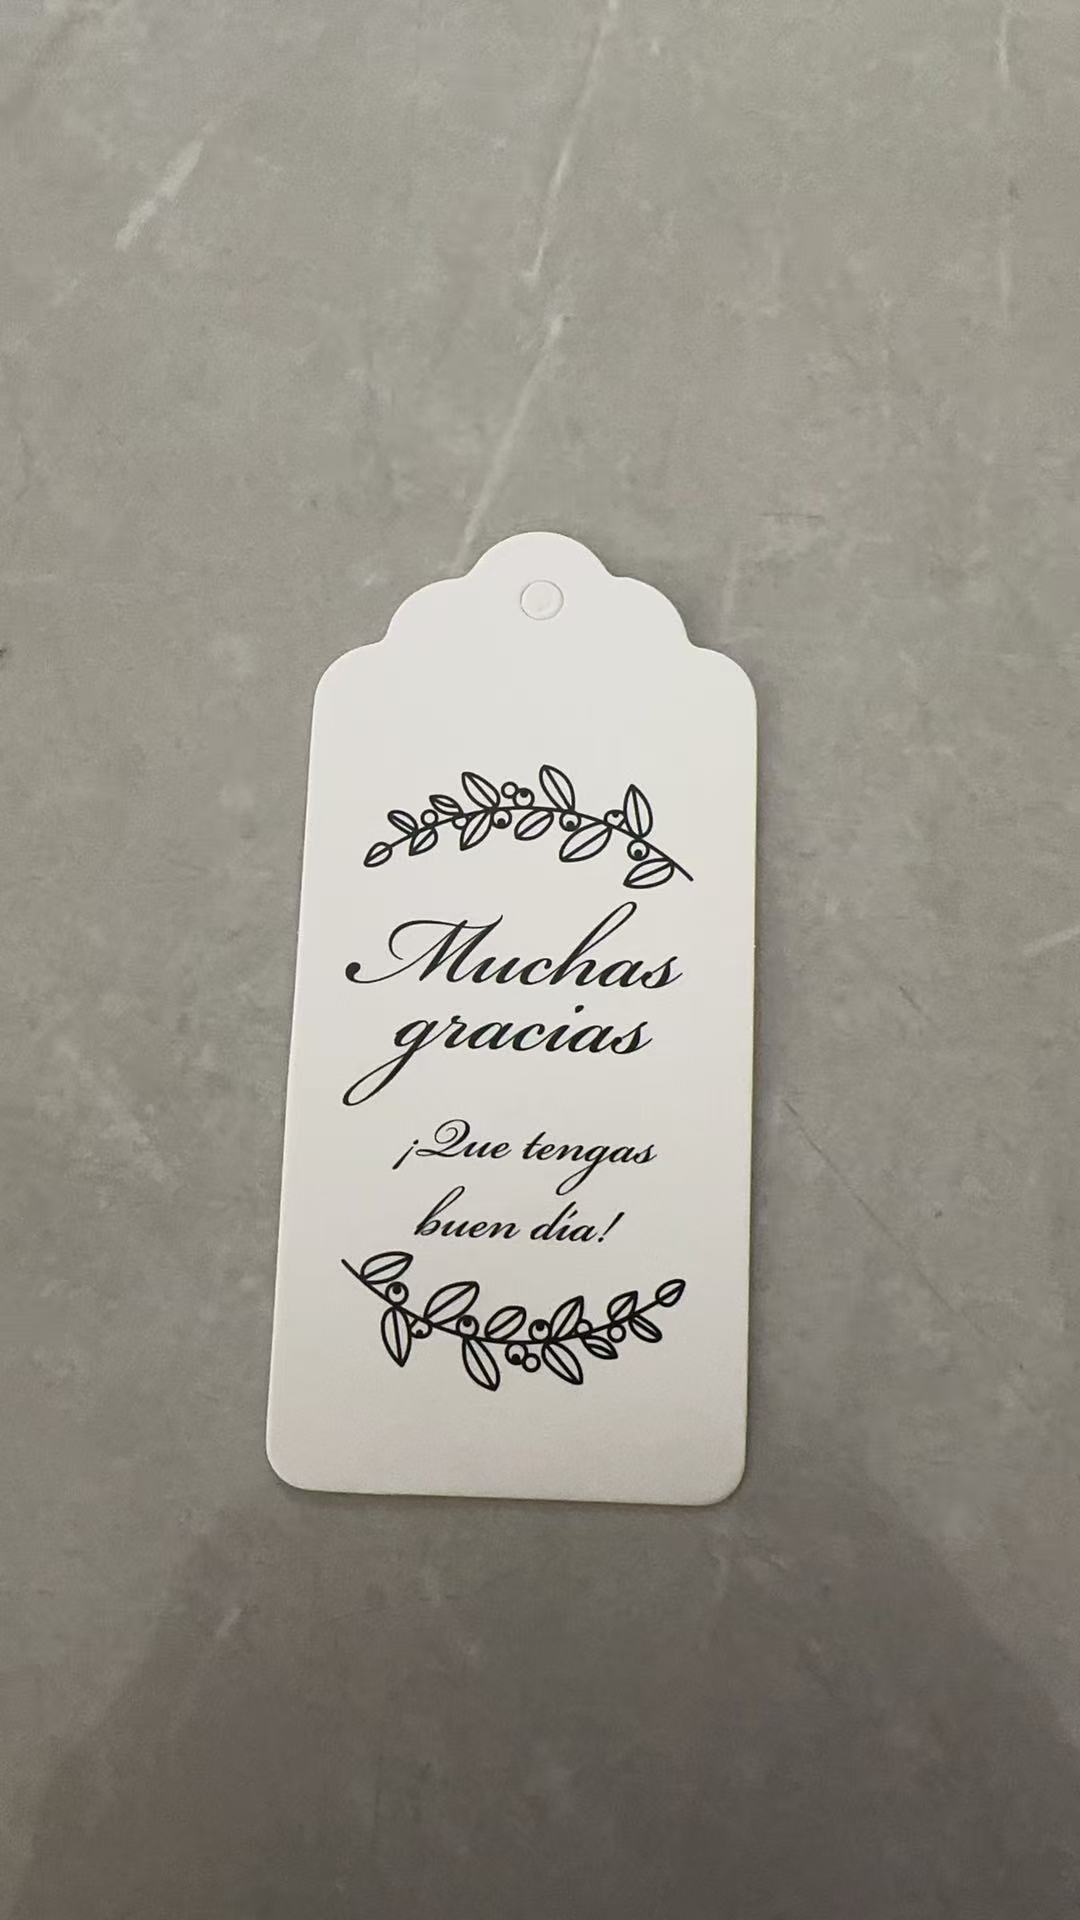 Muchas
gracias
¡Que tengas
buen día!